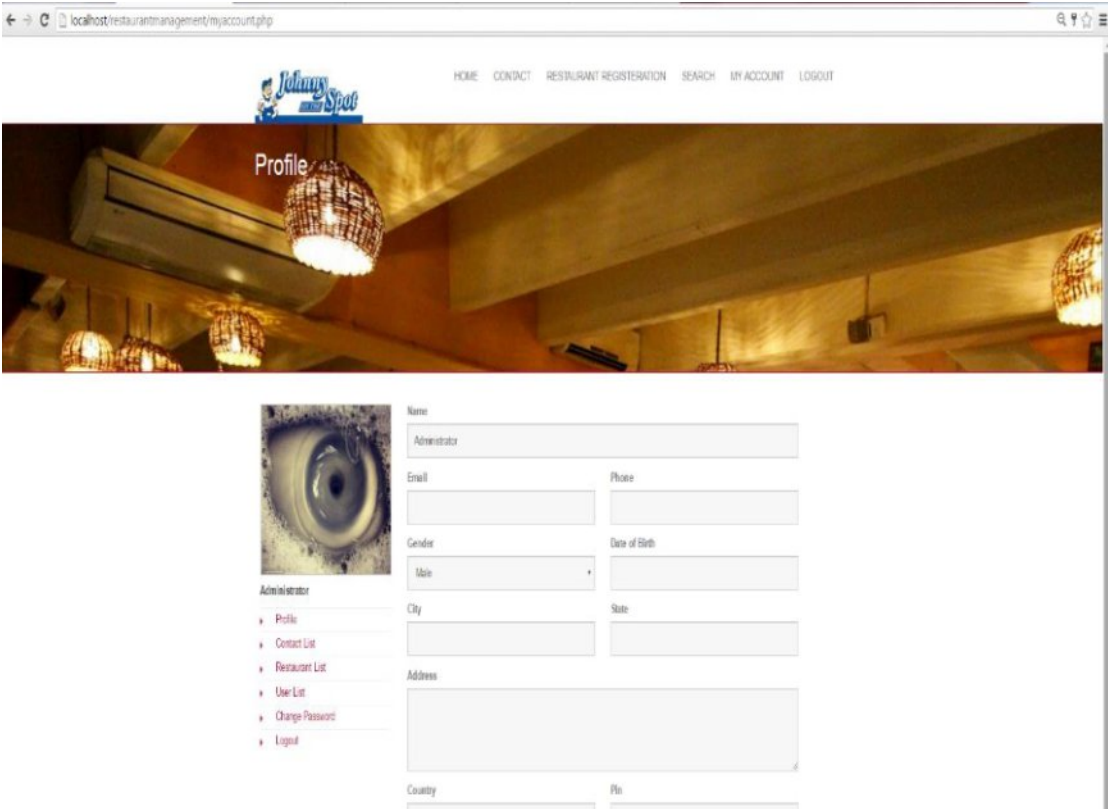 localhost/restaurantmanagement/myaccount.php
Johnny
Spot
HOME CONTACT RESTAURANT REGISTERATION SEARCH MY ACCOUNT LOGOUT
Profile
Name
Administrator
Email Phone
Gender Date of Birth
Male
City State
Address
Country Pin
Administrator
Profile
Contact List
Restaurant List
User List
Change Password
Logout